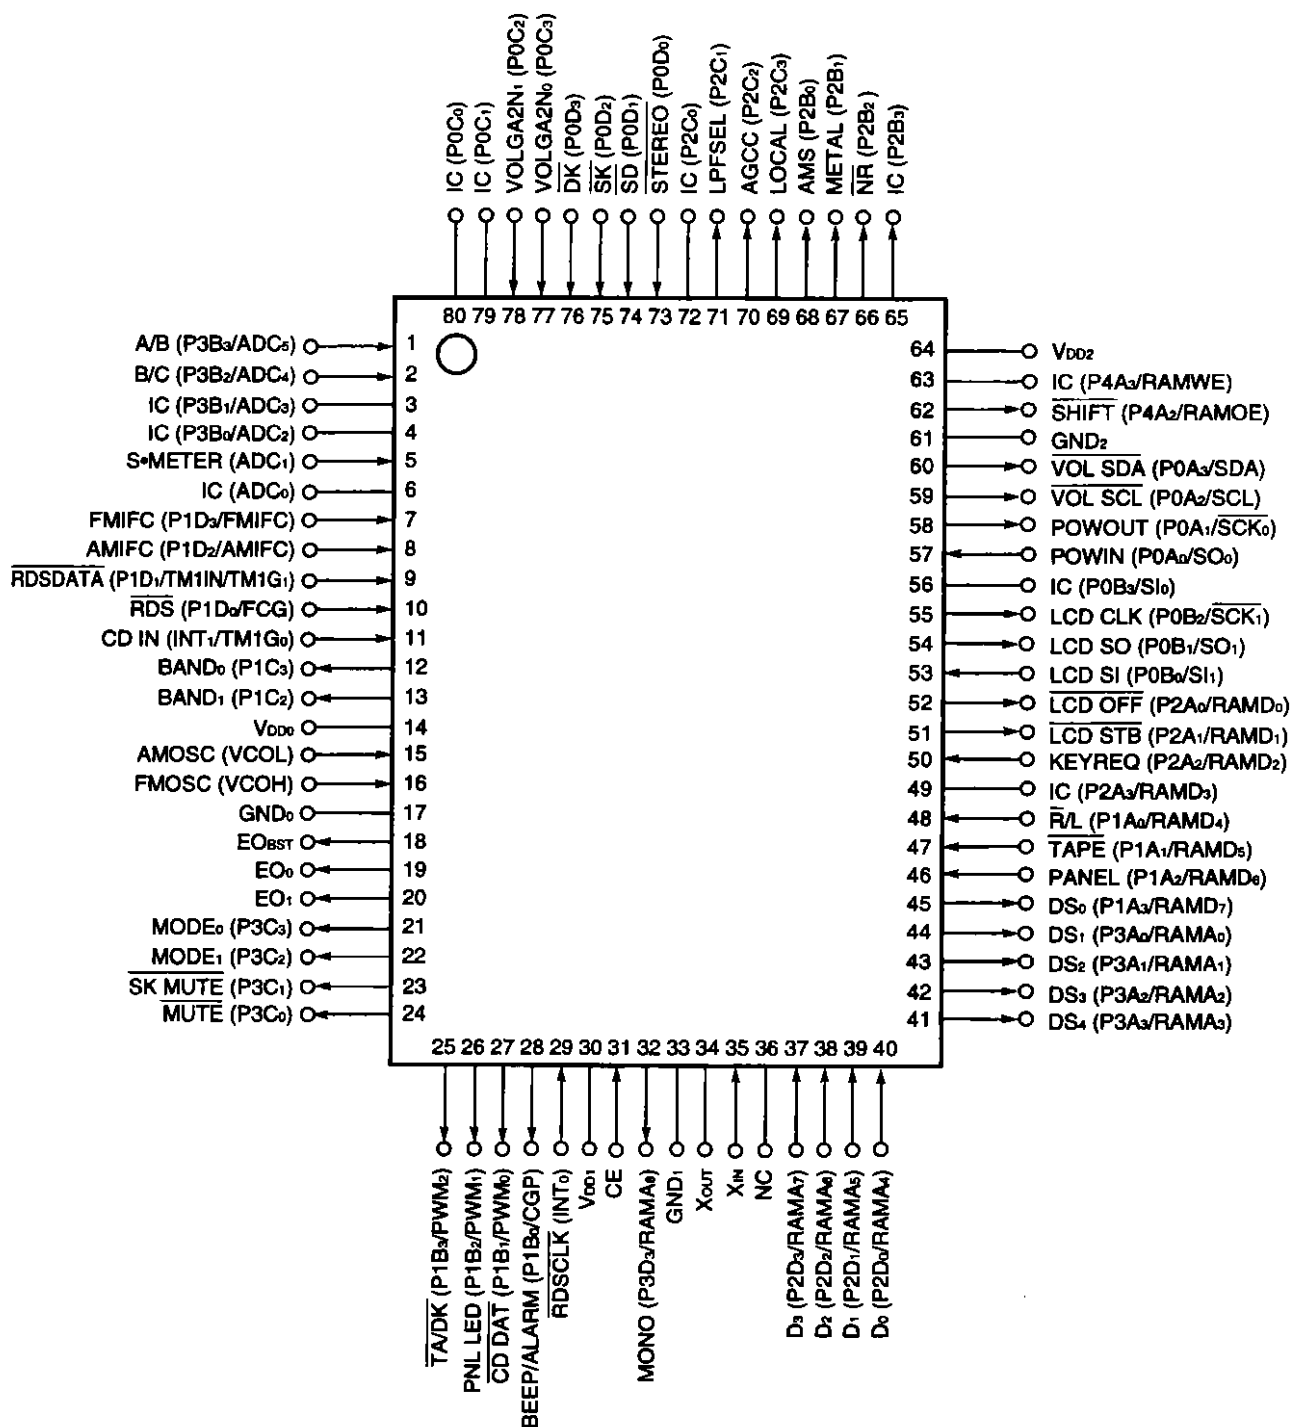 IC (P0C₀)
IC (P0C₁)
VOLGA2N₁ (P0C₂)
VOLGA2N₀ (P0C₃)
DK (P0D₃)
SK (P0D₂)
SD (P0D₁)
STEREO (P0D₀)
IC (P2C₀)
LPFSEL (P2C₁)
AGCC (P2C₂)
LOCAL (P2C₃)
AMS (P2B₀)
METAL (P2B₁)
NR (P2B₂)
IC (P2B₃)
80 79 78 77 76 75 74 73 72 71 70 69 68 67 66 65
A/B (P3B₃/ADC₅) 1
B/C (P3B₂/ADC₄) 2
IC (P3B₁/ADC₃) 3
IC (P3B₀/ADC₂) 4
S•METER (ADC₁) 5
IC (ADC₀) 6
FMIFC (P1D₃/FMIFC) 7
AMIFC (P1D₂/AMIFC) 8
RDSDATA (P1D₁/TM1IN/TM1G₁) 9
RDS (P1D₀/FCG) 10
CD IN (INT₁/TM1G₀) 11
BAND₀ (P1C₃) 12
BAND₁ (P1C₂) 13
VDD0 14
AMOSC (VCOL) 15
FMOSC (VCOH) 16
GND₀ 17
EOBST 18
EO₀ 19
EO₁ 20
MODE₀ (P3C₃) 21
MODE₁ (P3C₂) 22
SK MUTE (P3C₁) 23
MUTE (P3C₀) 24
64 VDD2
63 IC (P4A₃/RAMWE)
62 SHIFT (P4A₂/RAMOE)
61 GND₂
60 VOL SDA (P0A₃/SDA)
59 VOL SCL (P0A₂/SCL)
58 POWOUT (P0A₁/SCK₀)
57 POWIN (P0A₀/SO₀)
56 IC (P0B₃/SI₀)
55 LCD CLK (P0B₂/SCK₁)
54 LCD SO (P0B₁/SO₁)
53 LCD SI (P0B₀/SI₁)
52 LCD OFF (P2A₀/RAMD₀)
51 LCD STB (P2A₁/RAMD₁)
50 KEYREQ (P2A₂/RAMD₂)
49 IC (P2A₃/RAMD₃)
48 R/L (P1A₀/RAMD₄)
47 TAPE (P1A₁/RAMD₅)
46 PANEL (P1A₂/RAMD₆)
45 DS₀ (P1A₃/RAMD₇)
44 DS₁ (P3A₀/RAMA₀)
43 DS₂ (P3A₁/RAMA₁)
42 DS₃ (P3A₂/RAMA₂)
41 DS₄ (P3A₃/RAMA₃)
25 26 27 28 29 30 31 32 33 34 35 36 37 38 39 40
TA/DK (P1B₃/PWM₂)
PNL LED (P1B₂/PWM₁)
CD DAT (P1B₁/PWM₀)
BEEP/ALARM (P1B₀/CGP)
RDSCLK (INT₀)
VDD1
CE
MONO (P3D₃/RAMA₈)
GND₁
XOUT
XIN
NC
D₃ (P2D₃/RAMA₇)
D₂ (P2D₂/RAMA₆)
D₁ (P2D₁/RAMA₅)
D₀ (P2D₀/RAMA₄)